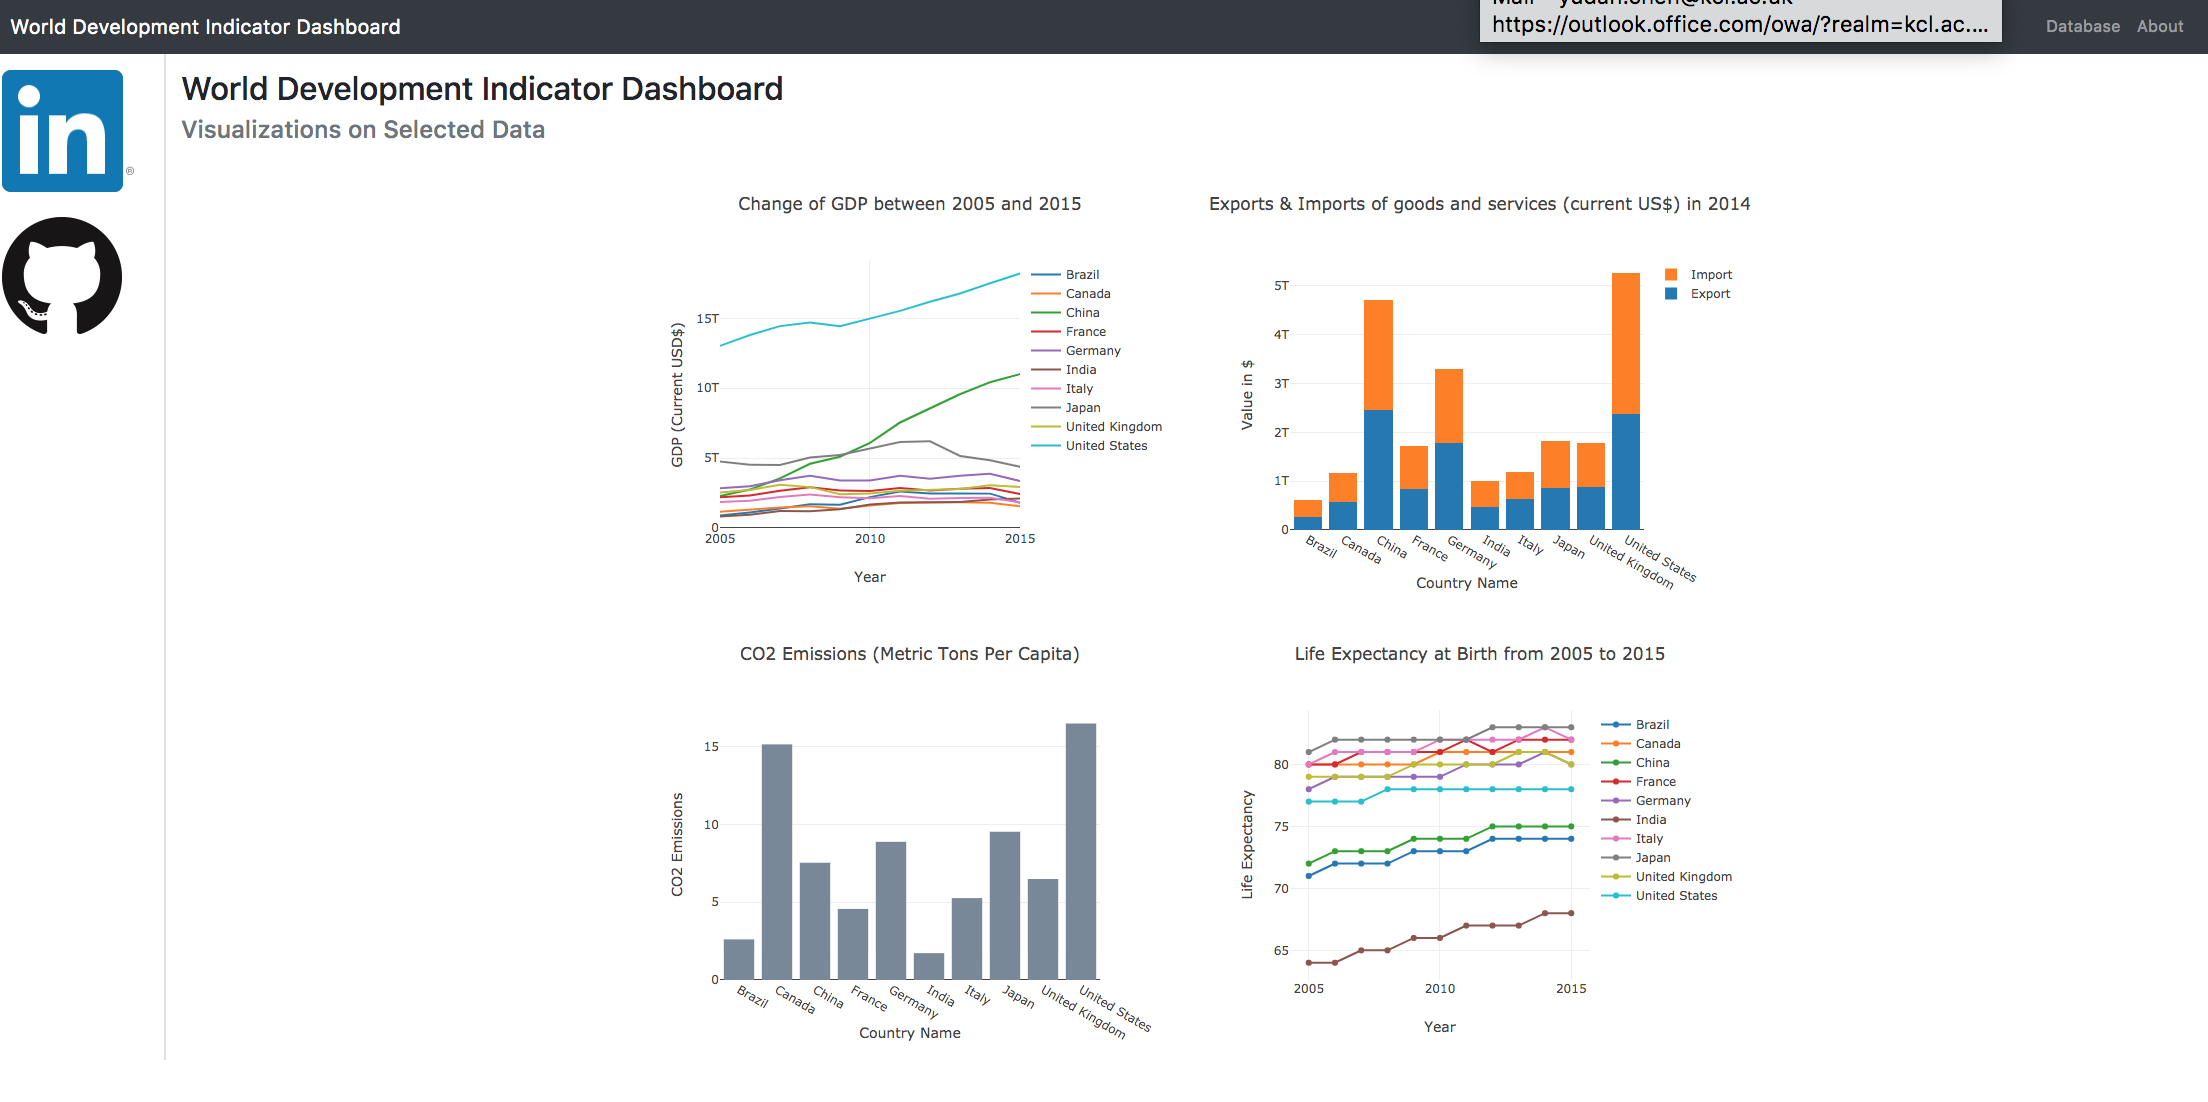 World Development Indicator Dashboard
https://outlook.office.com/owa/?realm=kcl.ac....
Database About
in
®
World Development Indicator Dashboard
Visualizations on Selected Data
Change of GDP between 2005 and 2015
GDP (Current USD$)
15T
10T
5T
0
2005 2010 2015
Year
Brazil
Canada
China
France
Germany
India
Italy
Japan
United Kingdom
United States
Exports & Imports of goods and services (current US$) in 2014
Value in $
5T
4T
3T
2T
1T
0
Brazil Canada China France Germany India Italy Japan United Kingdom United States
Country Name
Import
Export
CO2 Emissions (Metric Tons Per Capita)
CO2 Emissions
15
10
5
0
Brazil Canada China France Germany India Italy Japan United Kingdom United States
Country Name
Life Expectancy at Birth from 2005 to 2015
Life Expectancy
80
75
70
65
2005 2010 2015
Year
Brazil
Canada
China
France
Germany
India
Italy
Japan
United Kingdom
United States